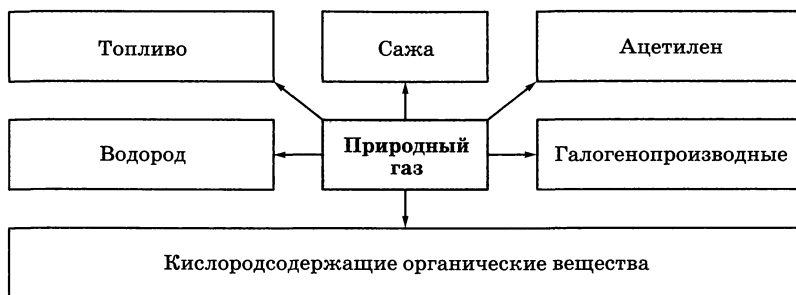 Топливо
Сажа
Ацетилен
Водород
Природный
газ
Галогенопроизводные
Кислородсодержащие органические вещества